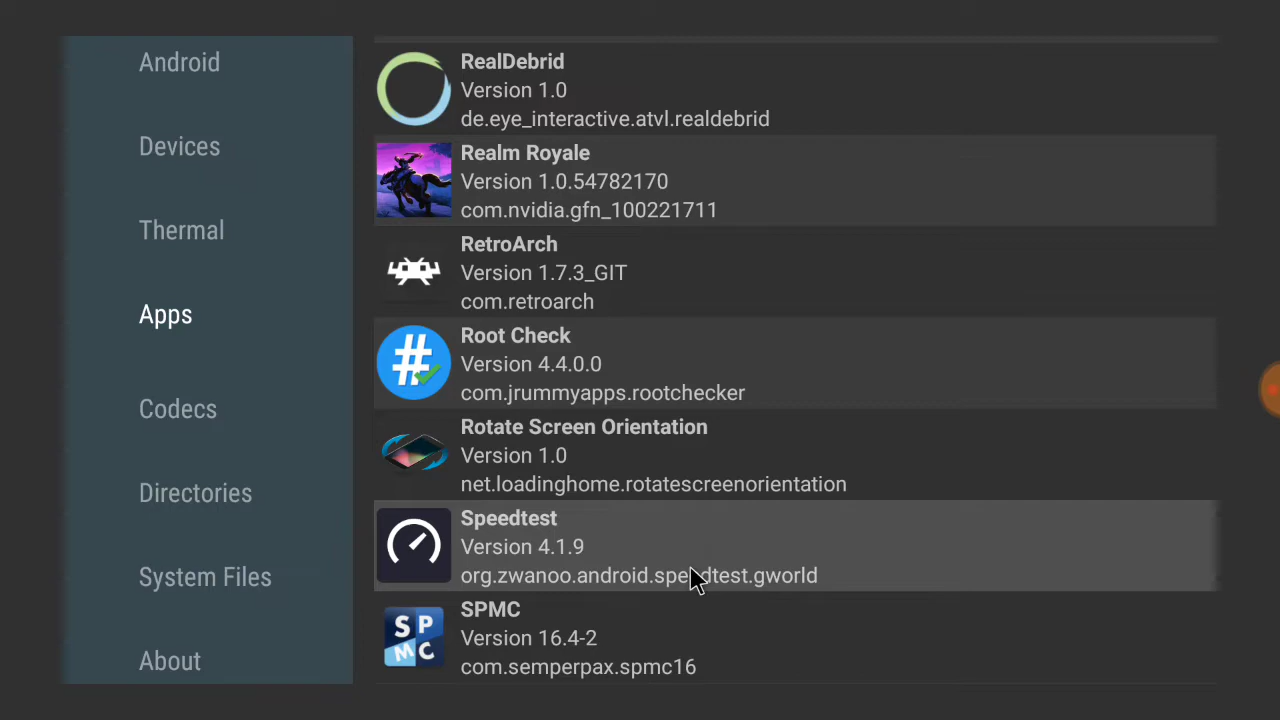 Android
Devices
Thermal
Apps
Codecs
Directories
System Files
About
RealDebrid
Version 1.0
de.eye_interactive.atvl.realdebrid
Realm Royale
Version 1.0.54782170
com.nvidia.gfn_100221711
RetroArch
Version 1.7.3_GIT
com.retroarch
Root Check
Version 4.4.0.0
com.jrummyapps.rootchecker
Rotate Screen Orientation
Version 1.0
net.loadinghome.rotatescreenorientation
Speedtest
Version 4.1.9
org.zwanoo.android.speedtest.gworld
SP
MC
SPMC
Version 16.4-2
com.semperpax.spmc16